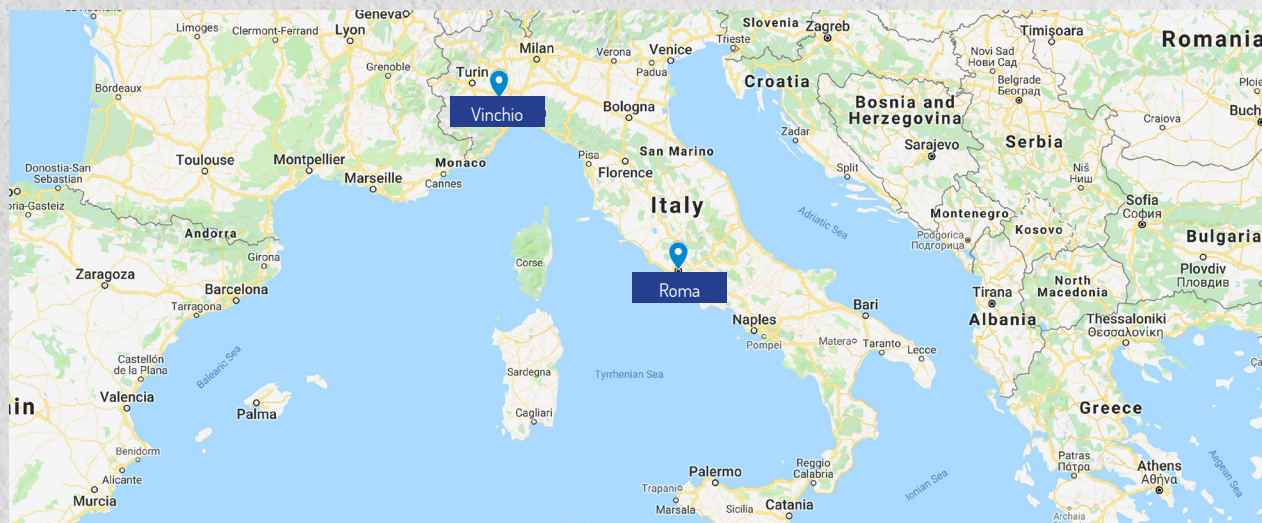 Geneva
Limoges
Clermont-Ferrand
Lyon
Slovenia
Zagreb
Timișoara
Romania
Milan
Verona
Venice
Trieste
Novi Sad
Нови Сад
Grenoble
Turin
Padua
Croatia
Belgrade
Београд
Ploie
Bordeaux
Vinchio
Bologna
Bosnia and
Herzegovina
Buch
Craiova
Zadar
Serbia
Sarajevo
Toulouse
Montpellier
Monaco
Pisa
San Marino
Donostia-San
Sebastian
Marseille
Cannes
Florence
Split
Niš
Ниш
oria-Gasteiz
Italy
Adriatic Sea
Montenegro
Sofia
София
Andorra
Kosovo
Podgorica
Подгорица
Bulgaria
Girona
Corse
Zaragoza
Barcelona
Roma
Plovdiv
Пловдив
North
Macedonia
Tarragona
Bari
Tirana
Naples
Albania
Thessaloniki
Θεσσαλονίκη
Pompei
Matera
Taranto
Lecce
Castellón
de la Plana
Balearic Sea
Sardegna
Tyrrhenian Sea
Valencia
in
Palma
Cagliari
Greece
Benidorm
Alicante
Murcia
Palermo
Reggio
Calabria
Patras
Πάτρα
Athens
Αθήνα
Aegean Sea
Trapani
Marsala
Sicilia
Catania
Ionian Sea
Archaia